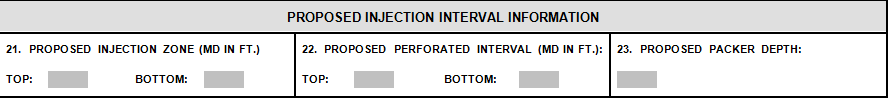 PROPOSED INJECTION INTERVAL INFORMATION
21. PROPOSED INJECTION ZONE (MD IN FT.)
TOP: BOTTOM:
22. PROPOSED PERFORATED INTERVAL (MD IN FT.):
TOP: BOTTOM:
23. PROPOSED PACKER DEPTH: